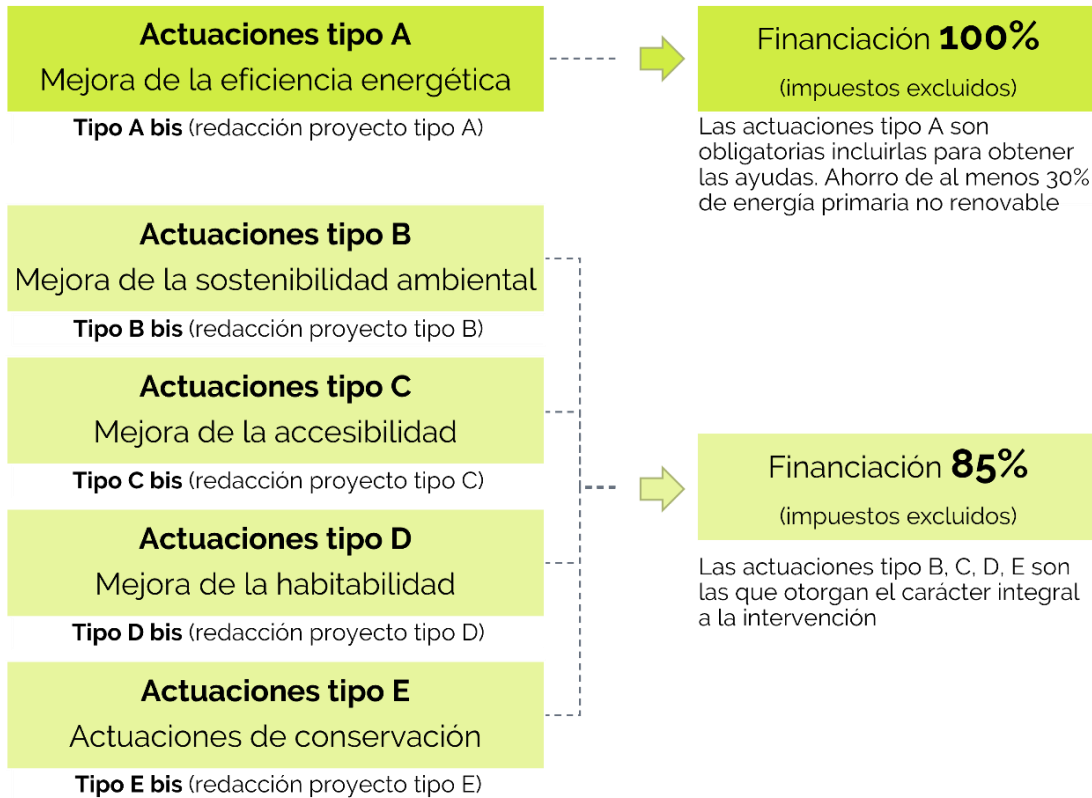 Actuaciones tipo A
Mejora de la eficiencia energética
Tipo A bis (redacción proyecto tipo A)
Financiación 100%
(impuestos excluidos)
Las actuaciones tipo A son
obligatorias incluirlas para obtener
las ayudas. Ahorro de al menos 30%
de energía primaria no renovable
Actuaciones tipo B
Mejora de la sostenibilidad ambiental
Tipo B bis (redacción proyecto tipo B)
Actuaciones tipo C
Mejora de la accesibilidad
Tipo C bis (redacción proyecto tipo C)
Actuaciones tipo D
Mejora de la habitabilidad
Tipo D bis (redacción proyecto tipo D)
Actuaciones tipo E
Actuaciones de conservación
Tipo E bis (redacción proyecto tipo E)
Financiación 85%
(impuestos excluidos)
Las actuaciones tipo B, C, D, E son
las que otorgan el carácter integral
a la intervención